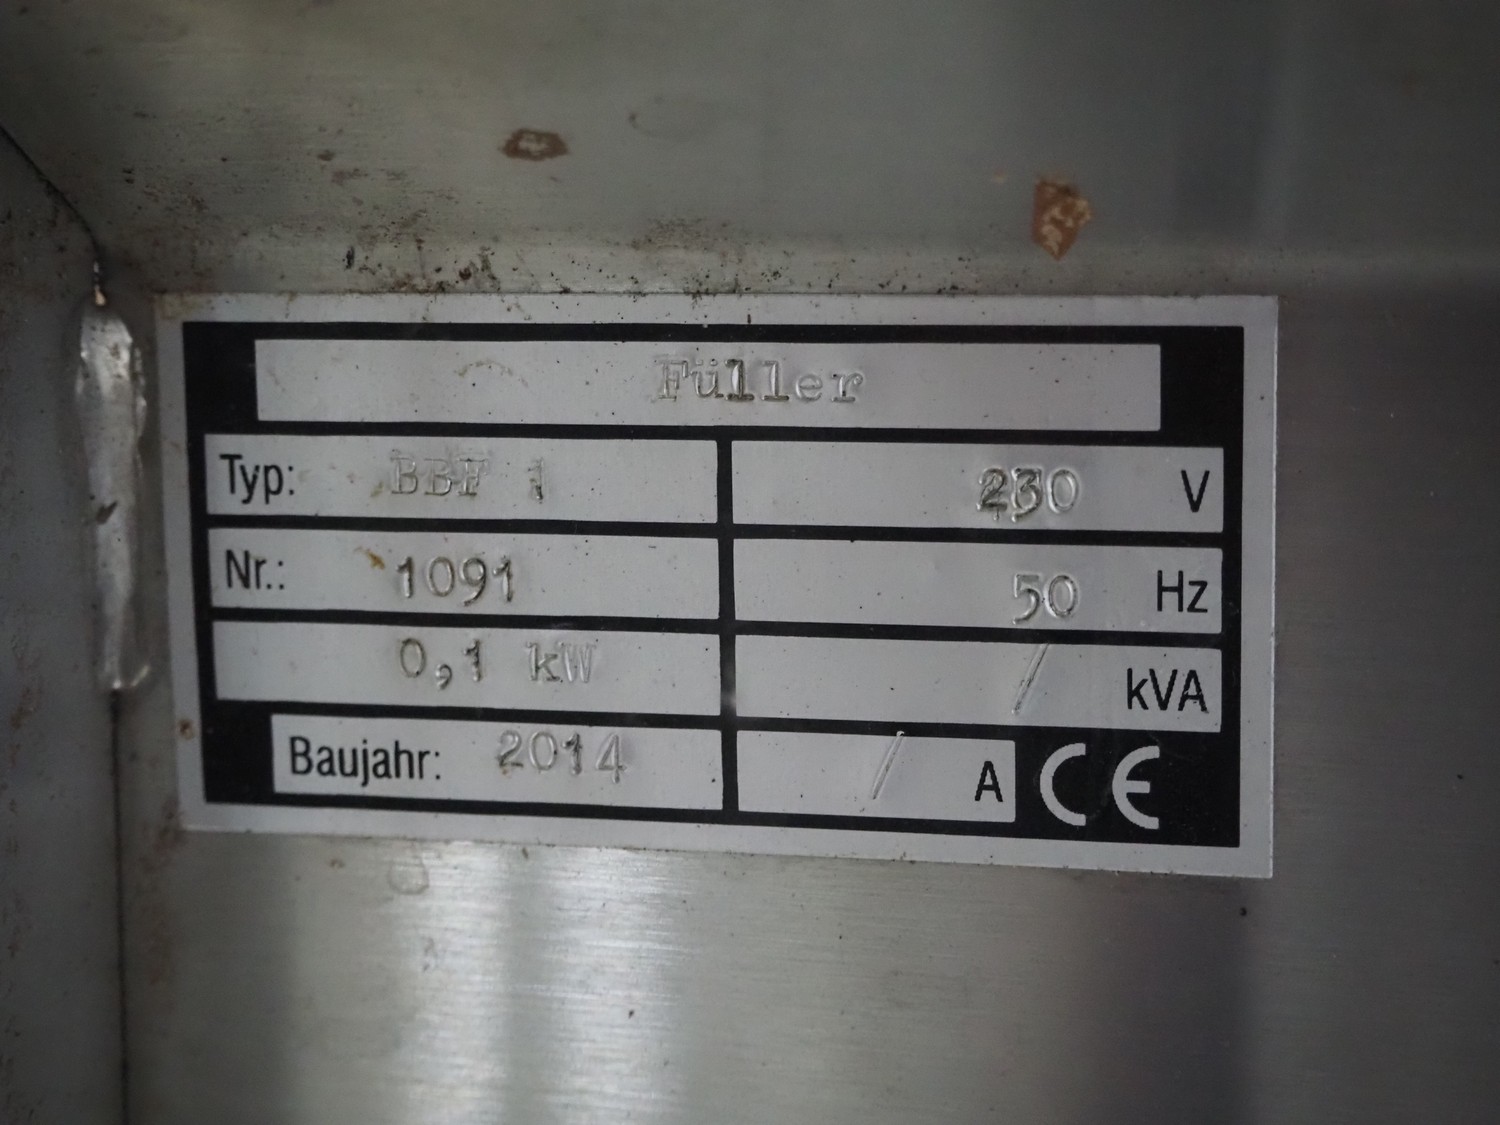 Füller
Typ: BBF 1 230 V
Nr.: 1091 50 Hz
0,1 kW / kVA
Baujahr: 2014 / A CE